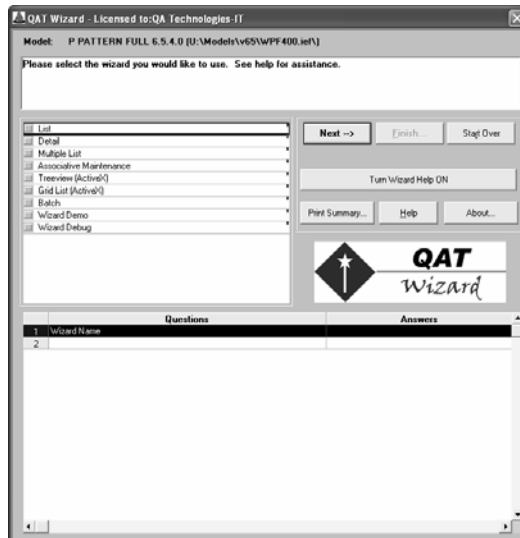 QAT Wizard - Licensed to:QA Technologies-IT
Model: P PATTERN FULL 6.5.4.0 (U:\Models\v65\WPF400.ief\)
Please select the wizard you would like to use. See help for assistance.
List
Detail
Multiple List
Associative Maintenance
Treeview (ActiveX)
Grid List (ActiveX)
Batch
Wizard Demo
Wizard Debug
Next --> Finish... Start Over
Turn Wizard Help ON
Print Summary... Help About...
QAT
Wizard
Questions Answers
1 Wizard Name
2